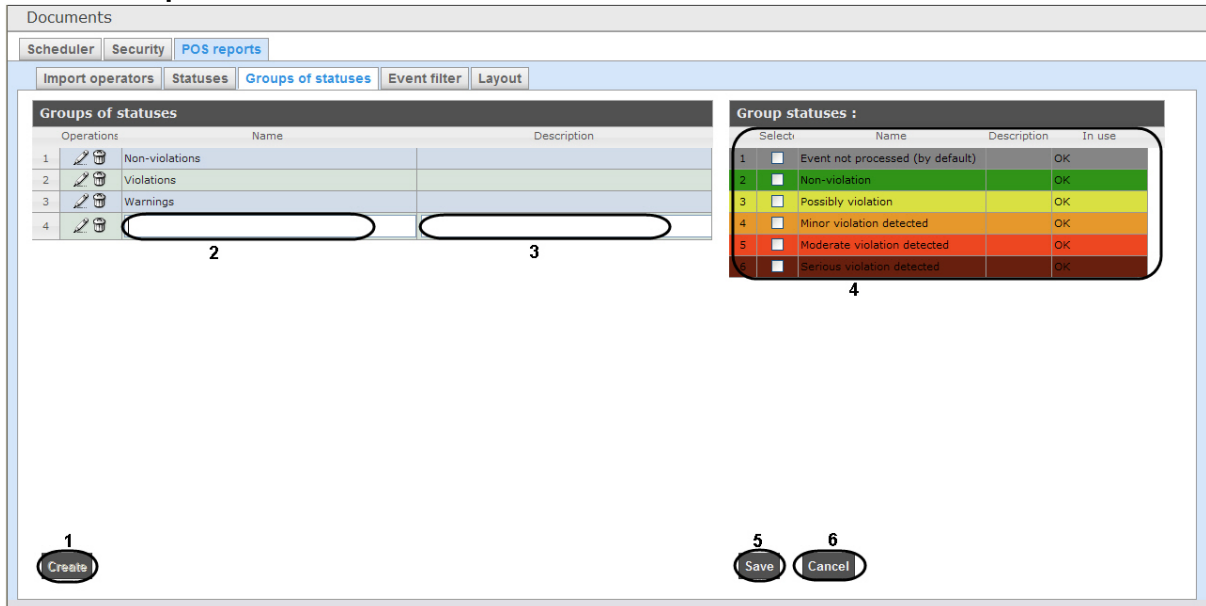 Documents
Scheduler Security POS reports
Import operators Statuses Groups of statuses Event filter Layout
Groups of statuses
Operations Name Description
1 Non-violations
2 Violations
3 Warnings
4
2 3
Group statuses :
Selecti Name Description In use
1 Event not processed (by default) OK
2 Non-violation OK
3 Possibly violation OK
4 Minor violation detected OK
5 Moderate violation detected OK
6 Serious violation detected OK
4
1 5 6
Create Save Cancel